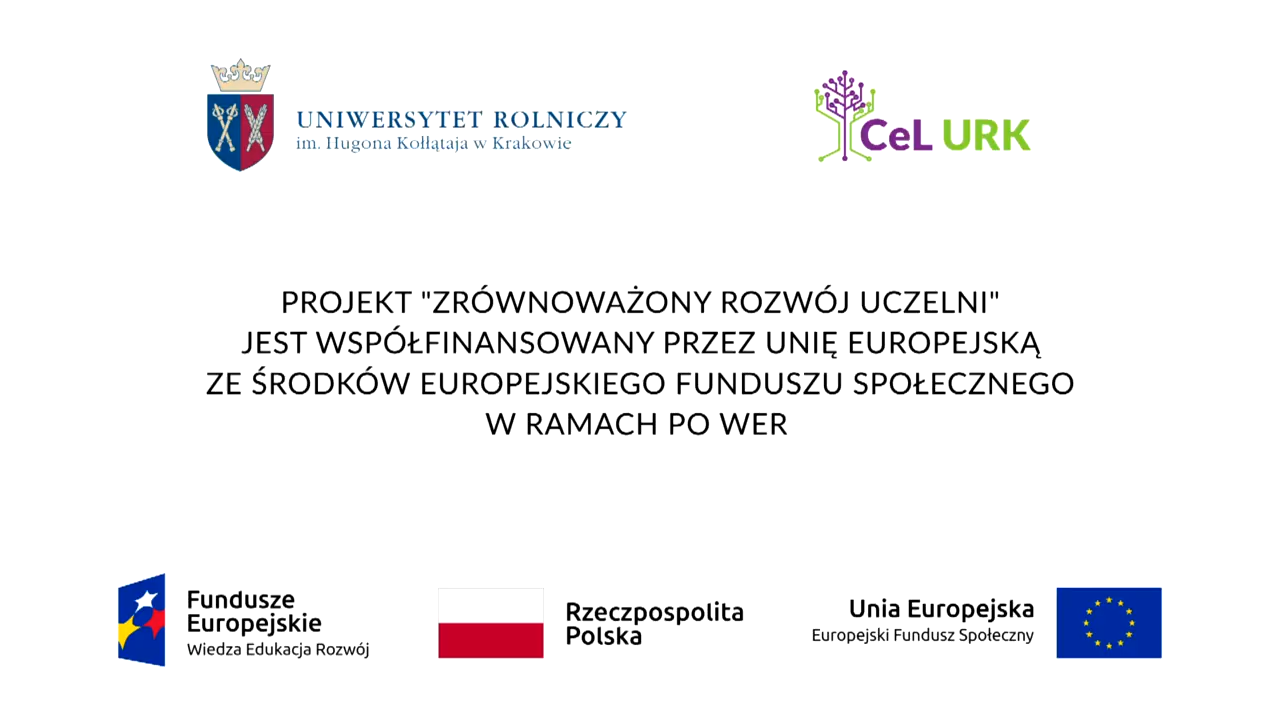 UNIWERSYTET ROLNICZY
im. Hugona Kołłątaja w Krakowie
CeL URK
PROJEKT "ZRÓWNOWAŻONY ROZWÓJ UCZELNI"
JEST WSPÓŁFINANSOWANY PRZEZ UNIĘ EUROPEJSKĄ
ZE ŚRODKÓW EUROPEJSKIEGO FUNDUSZU SPOŁECZNEGO
W RAMACH PO WER
Fundusze
Europejskie
Wiedza Edukacja Rozwój
Rzeczpospolita
Polska
Unia Europejska
Europejski Fundusz Społeczny